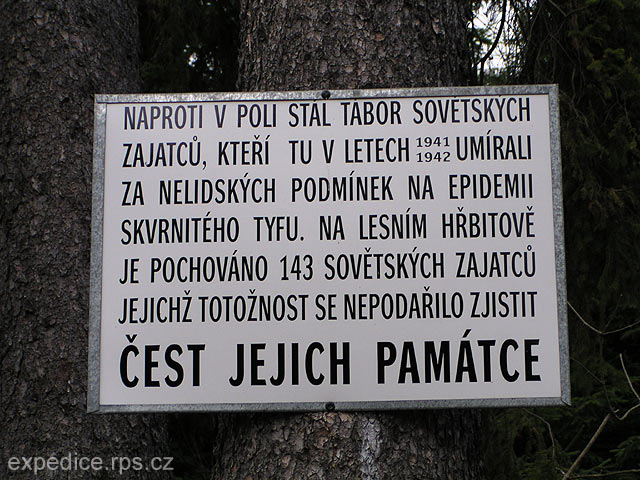 NAPROTI V POLI STÁL TÁBOR SOVĚTSKÝCH
ZAJATCŮ, KTEŘÍ TU V LETECH 1941 1942 UMÍRALI
ZA NELIDSKÝCH PODMÍNEK NA EPIDEMII
SKVRNITÉHO TYFU. NA LESNÍM HŘBITOVĚ
JE POCHOVÁNO 143 SOVĚTSKÝCH ZAJATCŮ
JEJICHŽ TOTOŽNOST SE NEPODAŘILO ZJISTIT
ČEST JEJICH PAMÁTCE
expedice.rps.cz